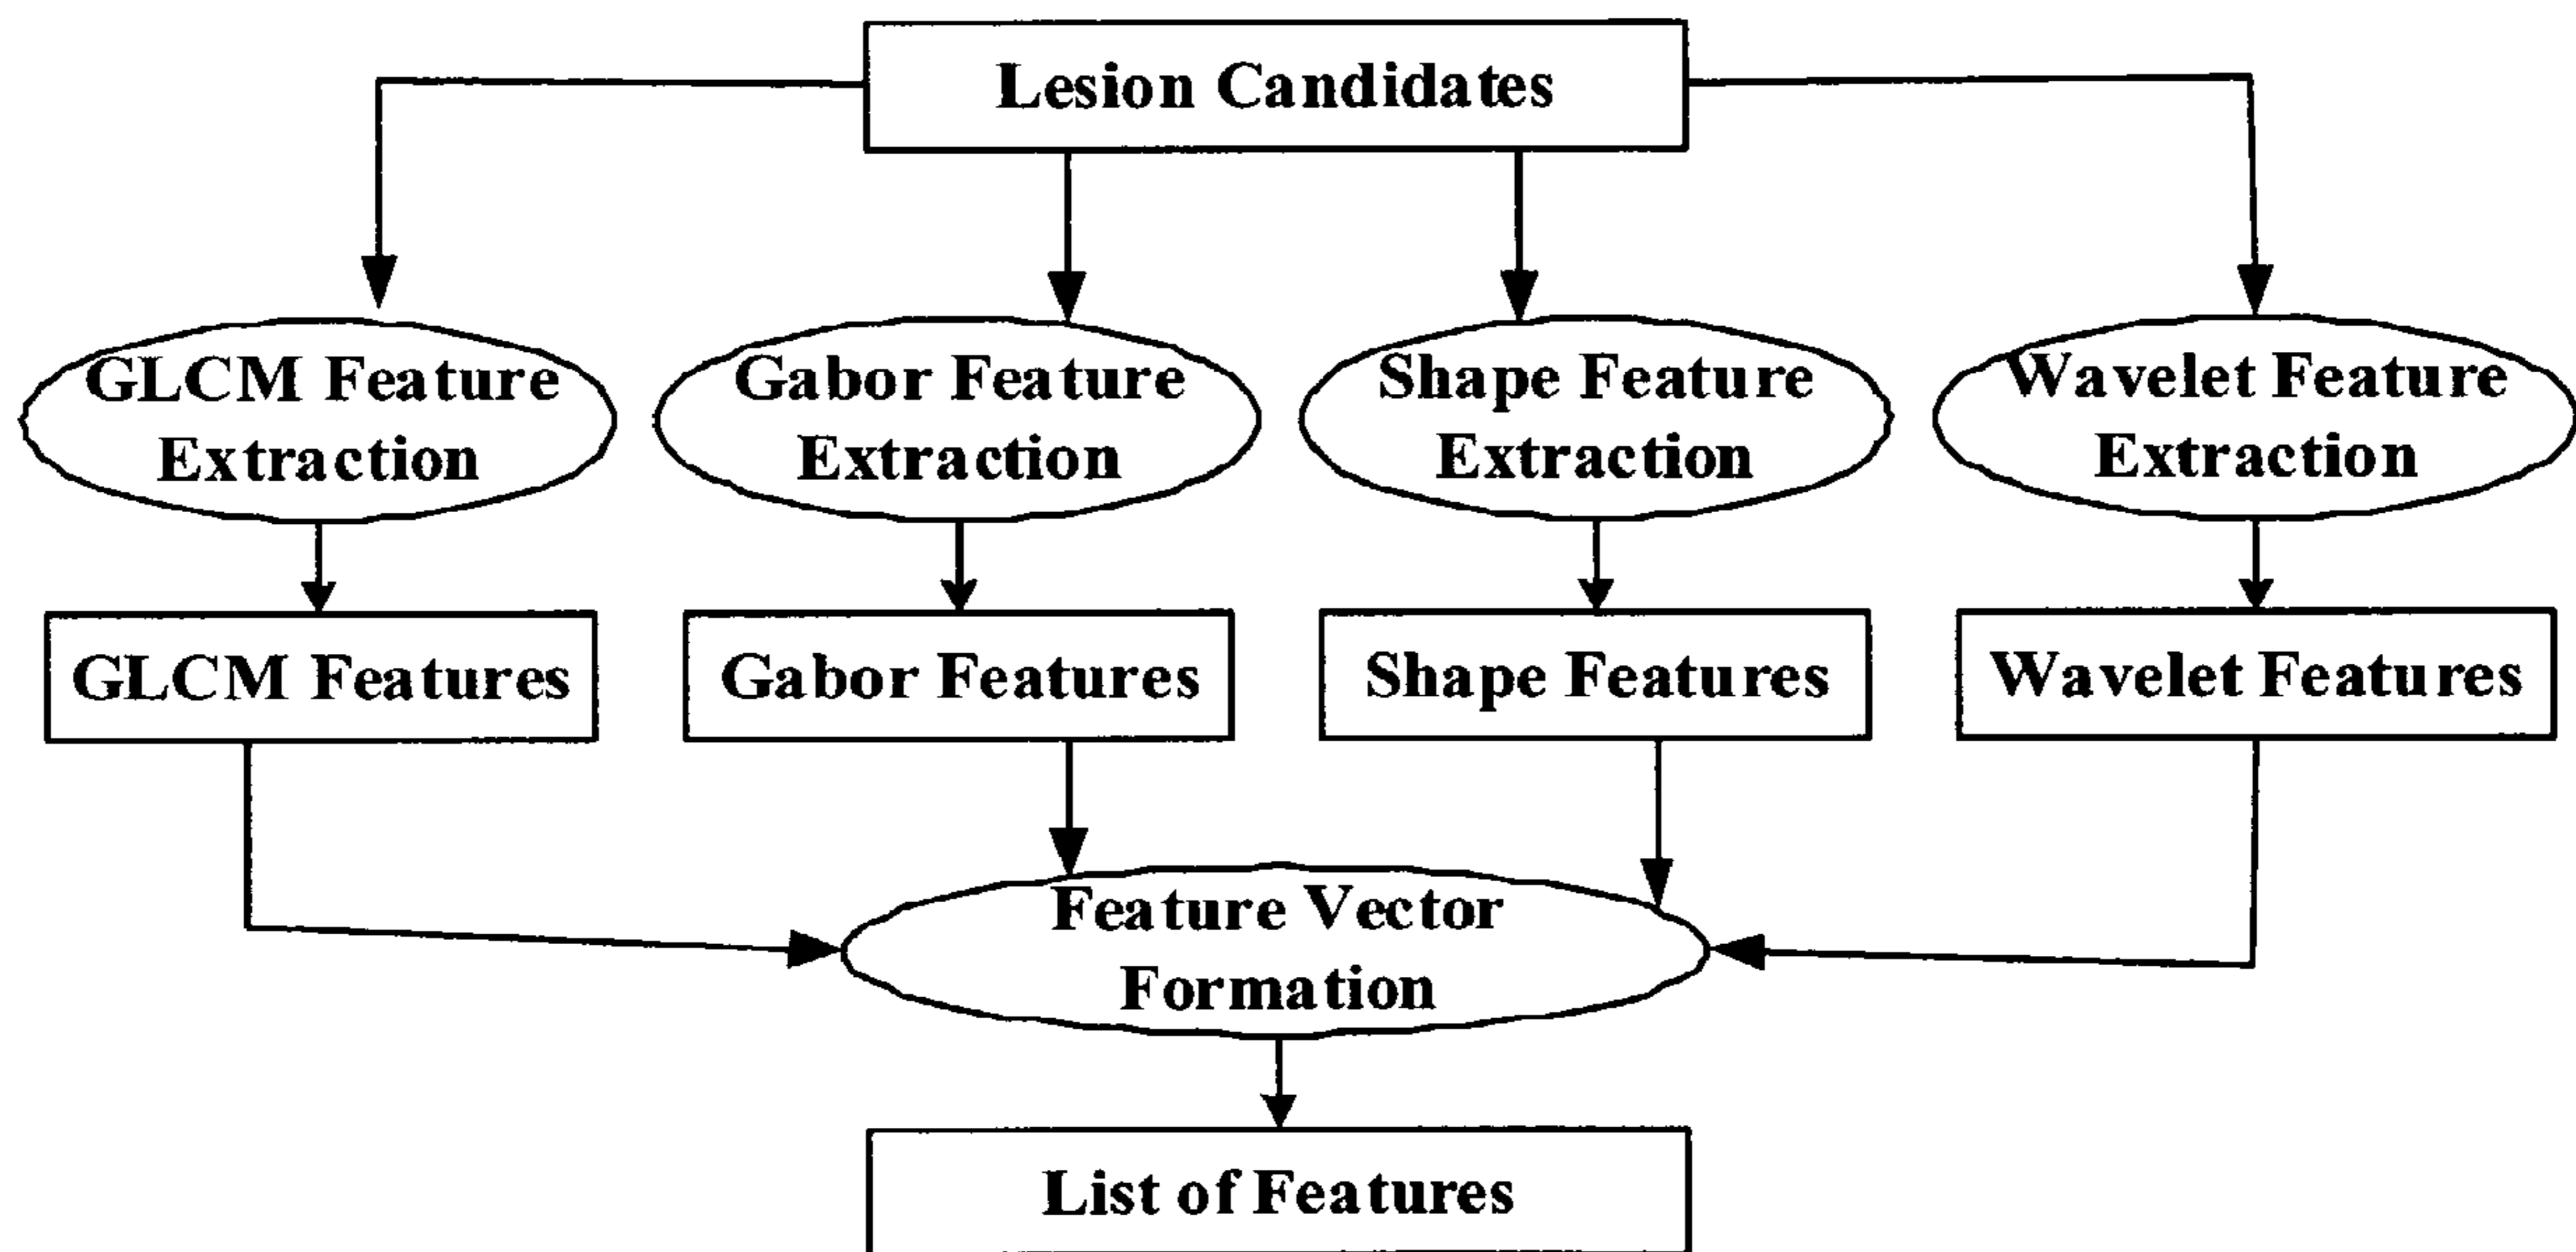 Lesion Candidates
GLCM Feature
Extraction
Gabor Feature
Extraction
Shape Feature
Extraction
Wavelet Feature
Extraction
GLCM Features
Gabor Features
Shape Features
Wavelet Features
Feature Vector
Formation
List of Features